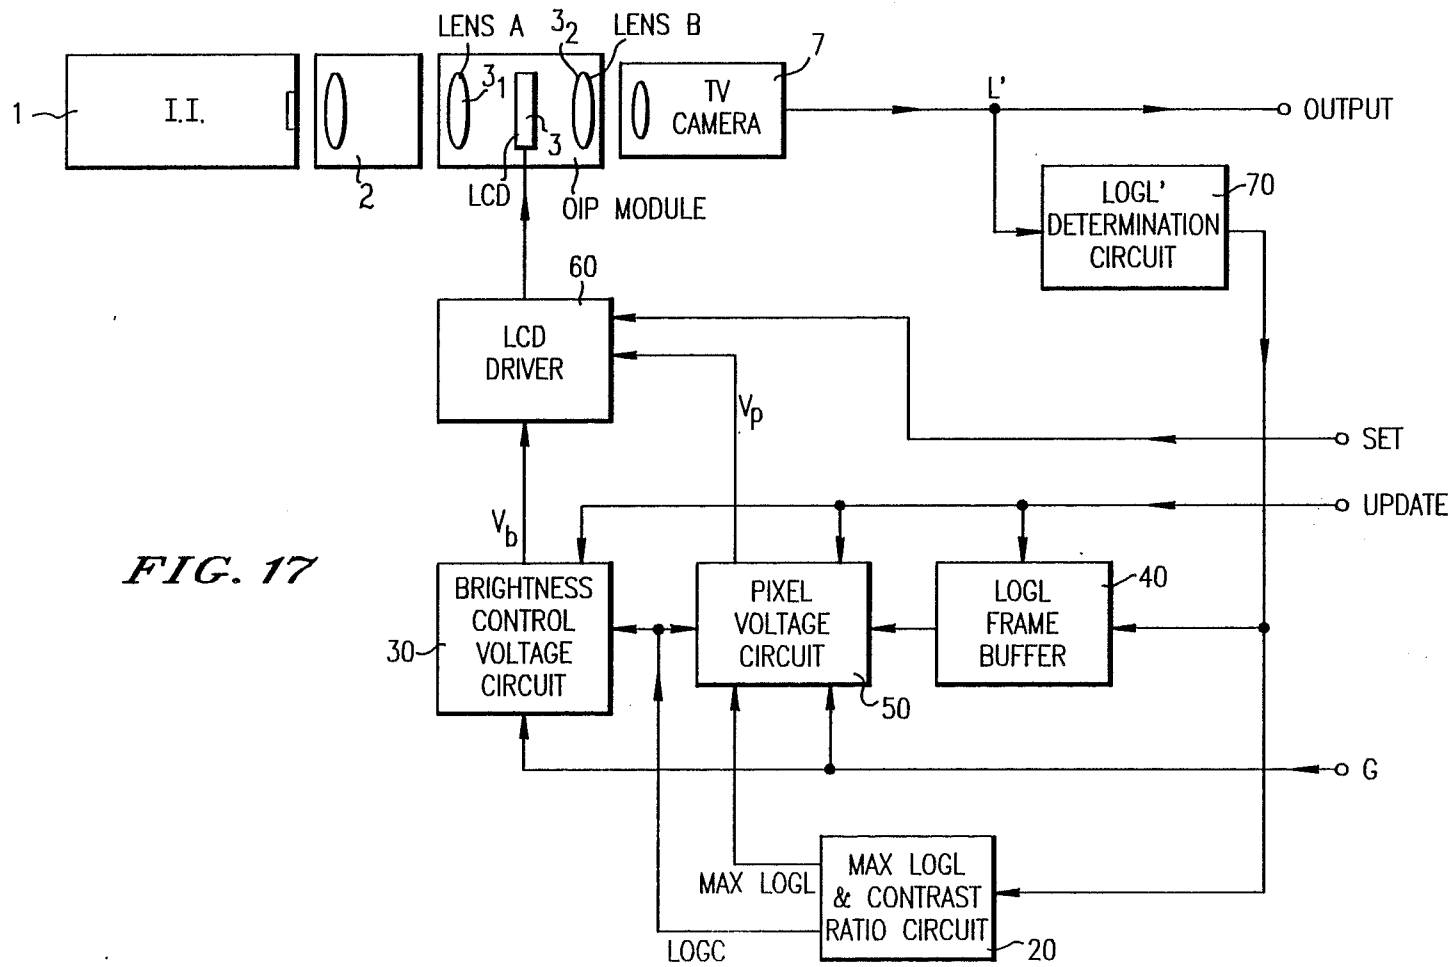 LENS A
3₂
LENS B
7
1
I.I.
3₁
3
TV
CAMERA
L'
OUTPUT
2
LCD
OIP MODULE
LOGL'
DETERMINATION
CIRCUIT
70
60
LCD
DRIVER
Vp
SET
UPDATE
Vb
FIG. 17
BRIGHTNESS
CONTROL
VOLTAGE
CIRCUIT
30
PIXEL
VOLTAGE
CIRCUIT
50
LOGL
FRAME
BUFFER
40
G
MAX LOGL
LOGC
MAX LOGL
& CONTRAST
RATIO CIRCUIT
20